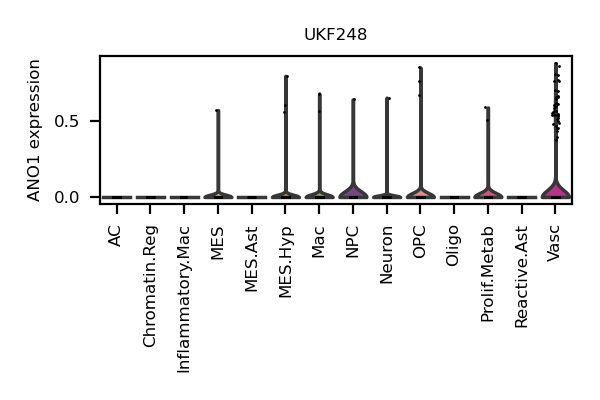 UKF248
ANO1 expression
0.5
0.0
AC
Chromatin.Reg
Inflammatory.Mac
MES
MES.Ast
MES.Hyp
Mac
NPC
Neuron
OPC
Oligo
Prolif.Metab
Reactive.Ast
Vasc